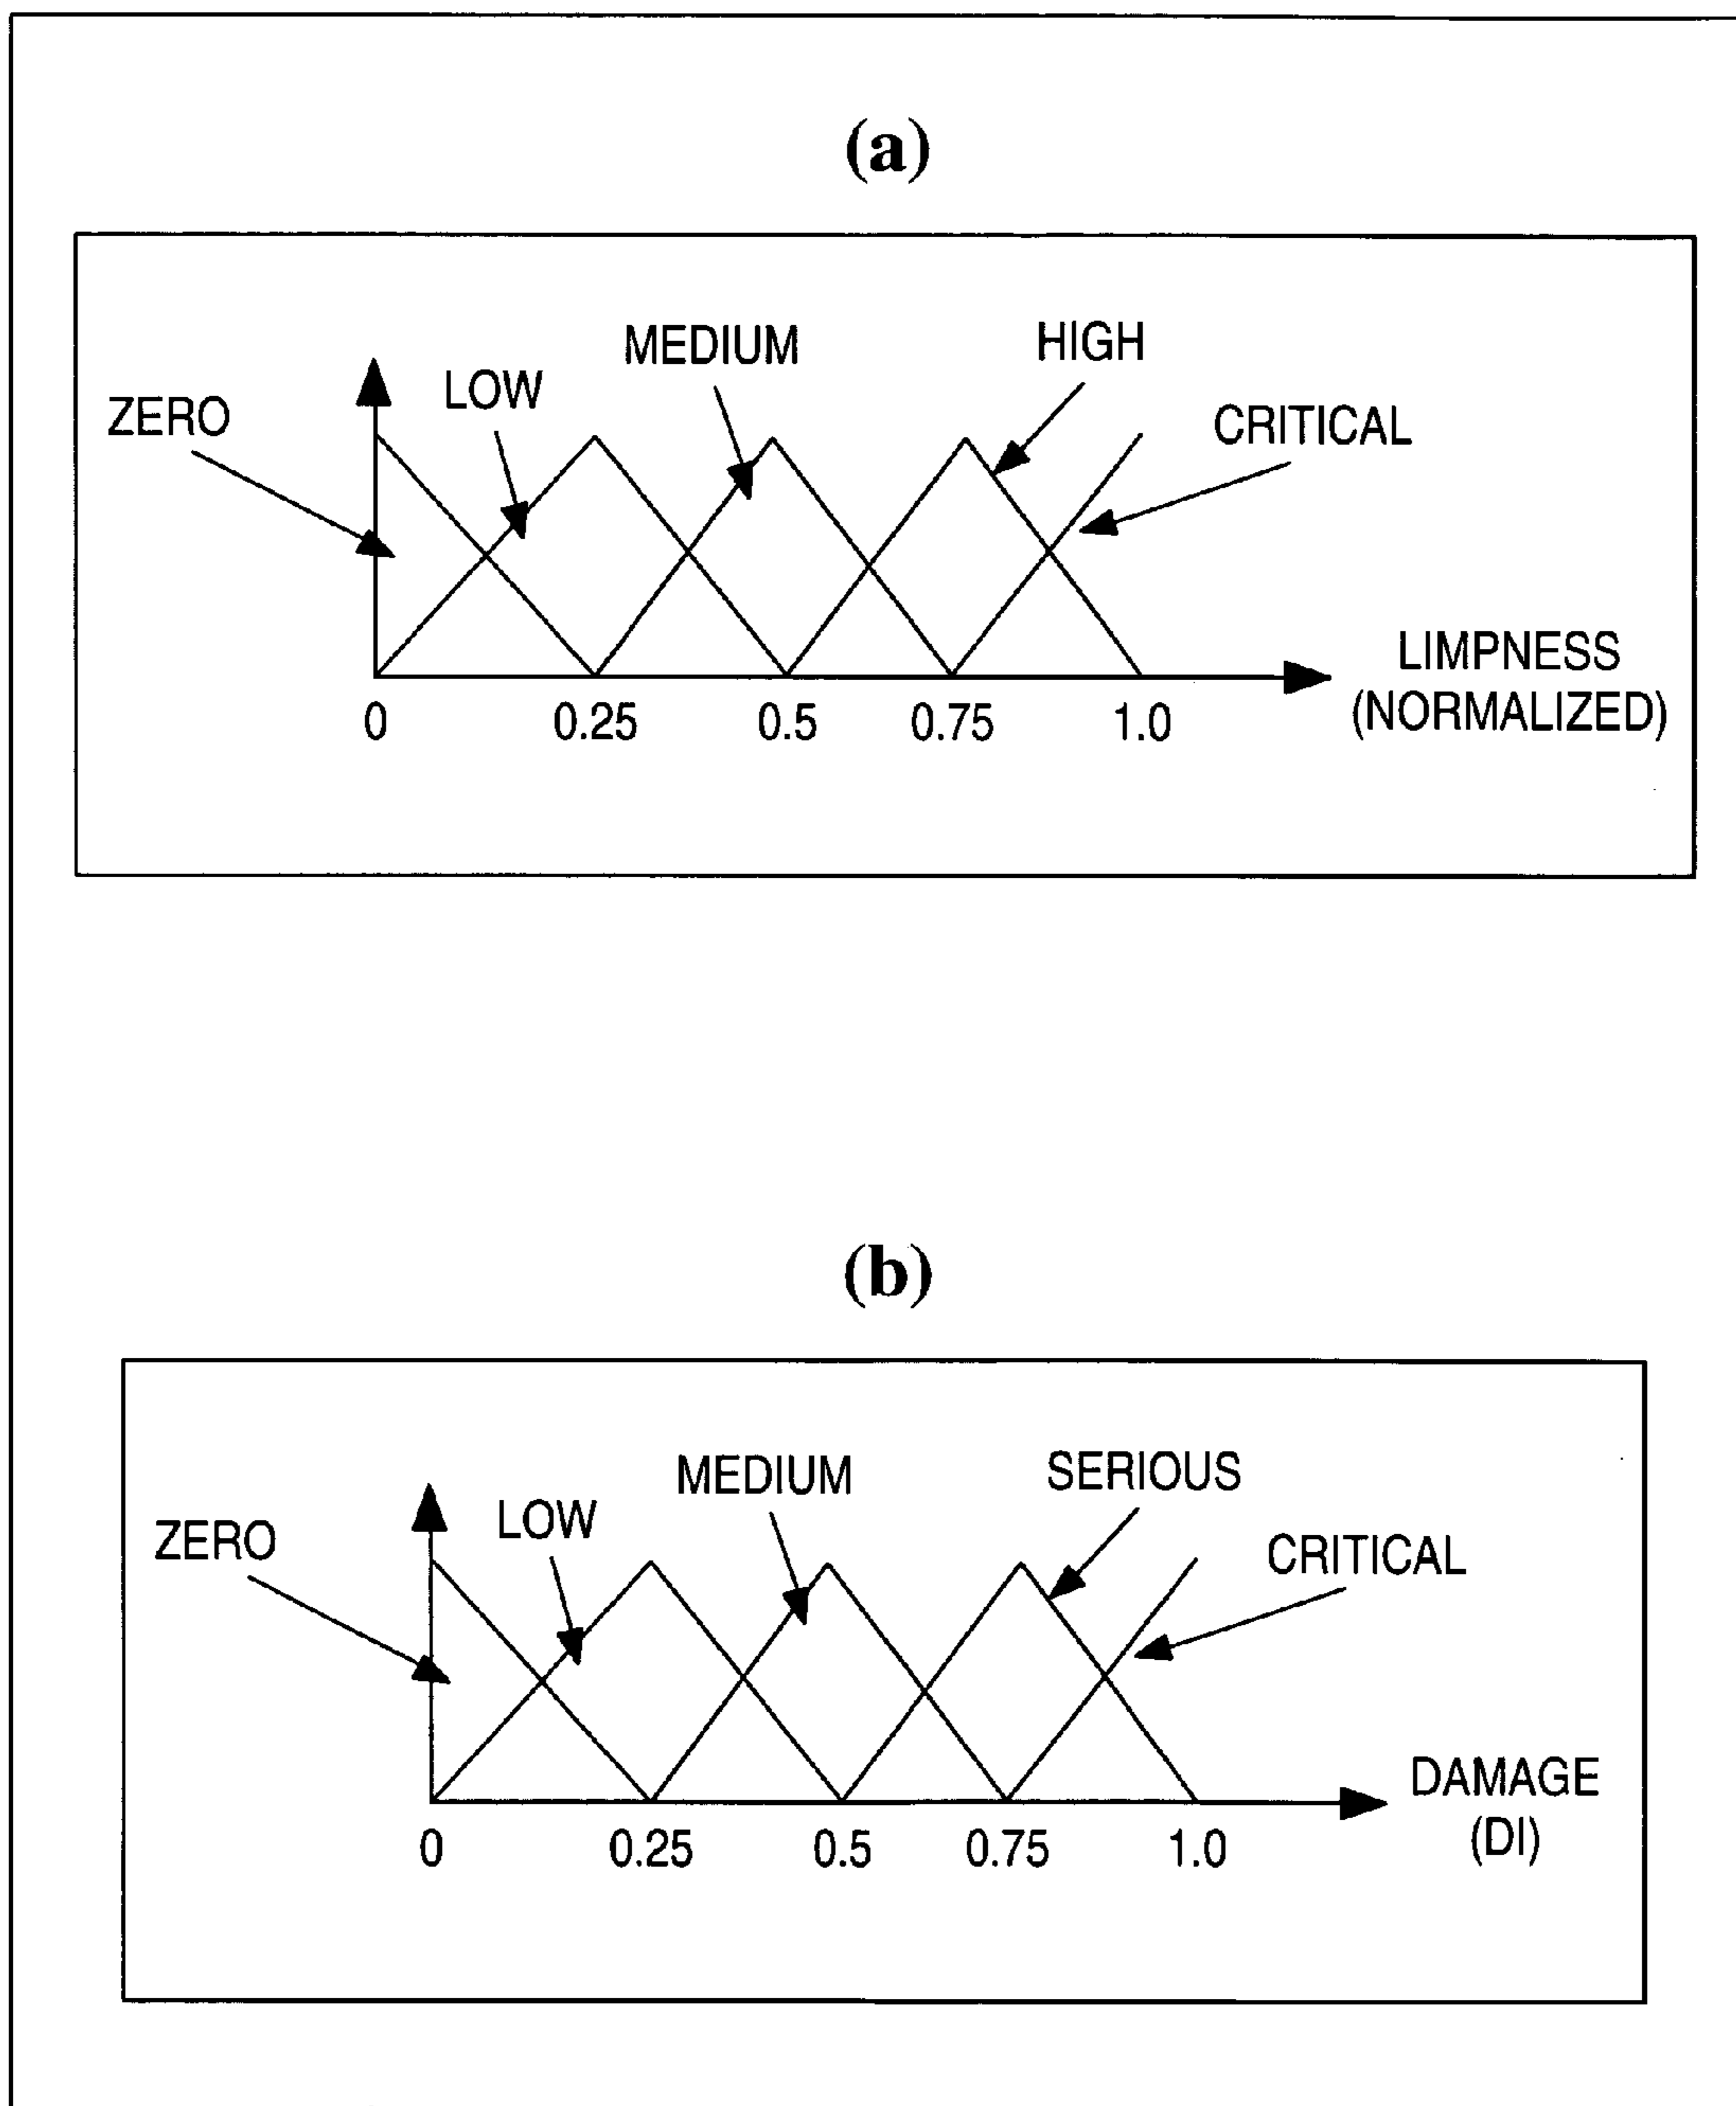 (a)
ZERO
LOW
MEDIUM
HIGH
CRITICAL
0 0.25 0.5 0.75 1.0
LIMPNESS
(NORMALIZED)
(b)
ZERO
LOW
MEDIUM
SERIOUS
CRITICAL
0 0.25 0.5 0.75 1.0
DAMAGE
(DI)